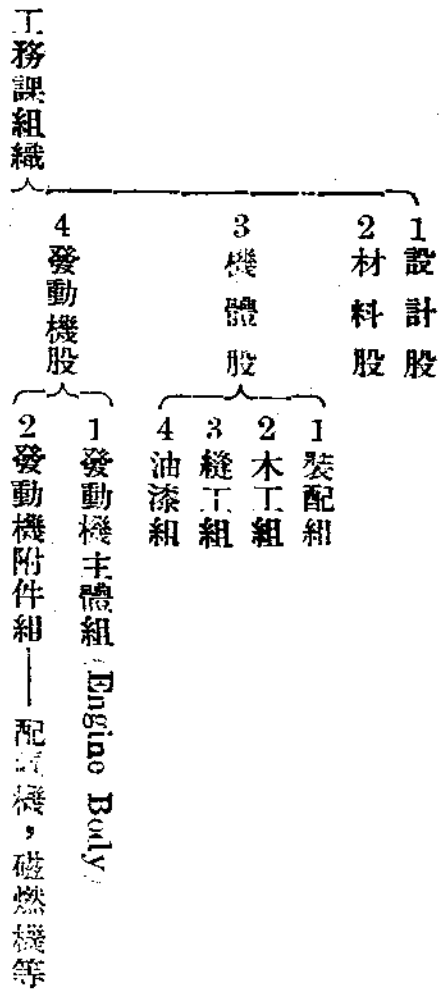 工務課組織
1 設計股
2 材料股
3 機體股
1 裝配組
2 木工組
3 縫工組
4 油漆組
4 發動機股
1 發動機主體組 (Engine Body)
2 發動機附件組——配機，磁燃機等